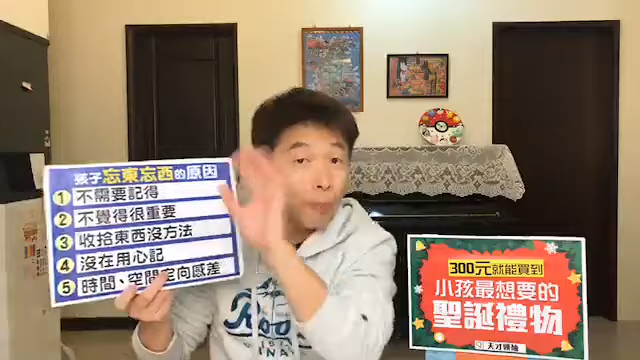 孩子忘東忘西的原因
1 不需要記得
2 不覺得很重要
3 收拾東西沒方法
4 沒在用心記
5 時間、空間定向感差
300元就能買到
小孩最想要的
聖誕禮物
天才領袖